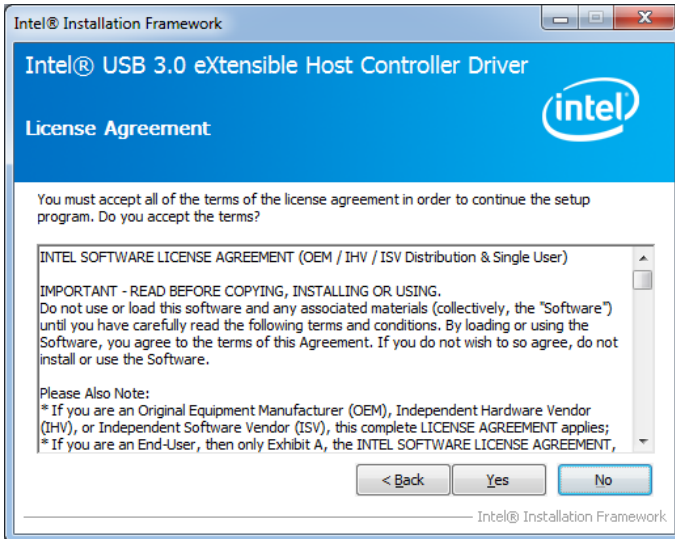 Intel® Installation Framework
Intel® USB 3.0 eXtensible Host Controller Driver
License Agreement
intel
You must accept all of the terms of the license agreement in order to continue the setup
program. Do you accept the terms?
INTEL SOFTWARE LICENSE AGREEMENT (OEM / IHV / ISV Distribution & Single User)
IMPORTANT - READ BEFORE COPYING, INSTALLING OR USING.
Do not use or load this software and any associated materials (collectively, the "Software")
until you have carefully read the following terms and conditions. By loading or using the
Software, you agree to the terms of this Agreement. If you do not wish to so agree, do not
install or use the Software.
Please Also Note:
* If you are an Original Equipment Manufacturer (OEM), Independent Hardware Vendor
(IHV), or Independent Software Vendor (ISV), this complete LICENSE AGREEMENT applies;
* If you are an End-User, then only Exhibit A, the INTEL SOFTWARE LICENSE AGREEMENT,
< Back Yes No
Intel® Installation Framework